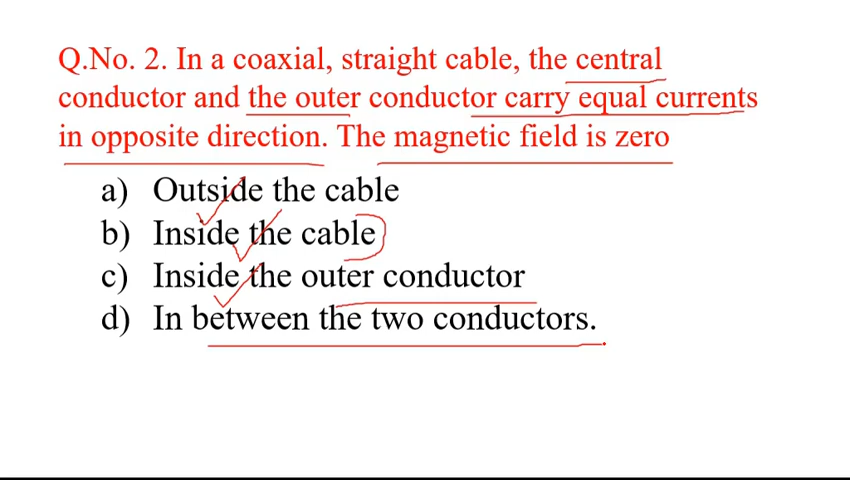 Q.No. 2. In a coaxial, straight cable, the central
conductor and the outer conductor carry equal currents
in opposite direction. The magnetic field is zero
a) Outside the cable
b) Inside the cable
c) Inside the outer conductor
d) In between the two conductors.